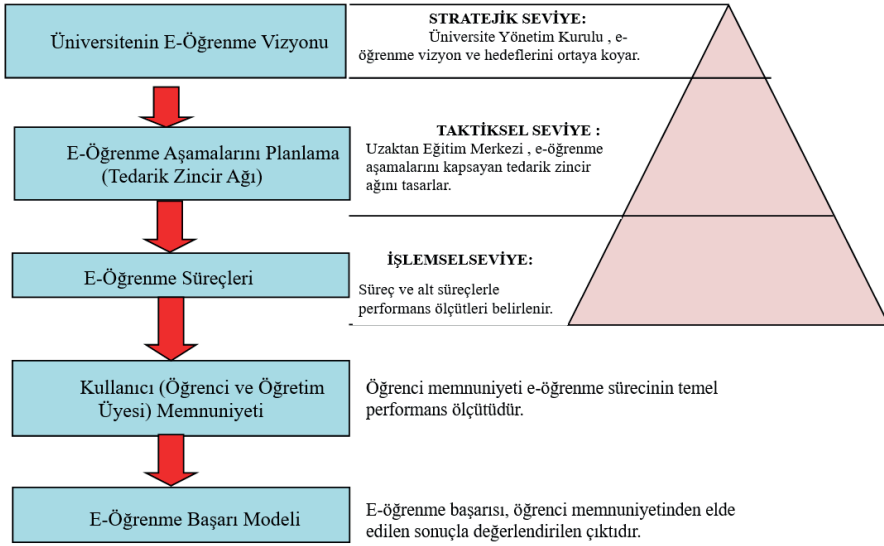 Üniversitenin E-Öğrenme Vizyonu
STRATEJİK SEVİYE:
Üniversite Yönetim Kurulu , e-
öğrenme vizyon ve hedeflerini ortaya koyar.
E-Öğrenme Aşamalarını Planlama
(Tedarik Zincir Ağı)
TAKTİKSEL SEVİYE :
Uzaktan Eğitim Merkezi , e-öğrenme
aşamalarını kapsayan tedarik zincir
ağını tasarlar.
E-Öğrenme Süreçleri
İŞLEMSELSEVİYE:
Süreç ve alt süreçlerle
performans ölçütleri belirlenir.
Kullanıcı (Öğrenci ve Öğretim
Üyesi) Memnuniyeti
Öğrenci memnuniyeti e-öğrenme sürecinin temel
performans ölçütüdür.
E-Öğrenme Başarı Modeli
E-öğrenme başarısı, öğrenci memnuniyetinden elde
edilen sonuçla değerlendirilen çıktıdır.